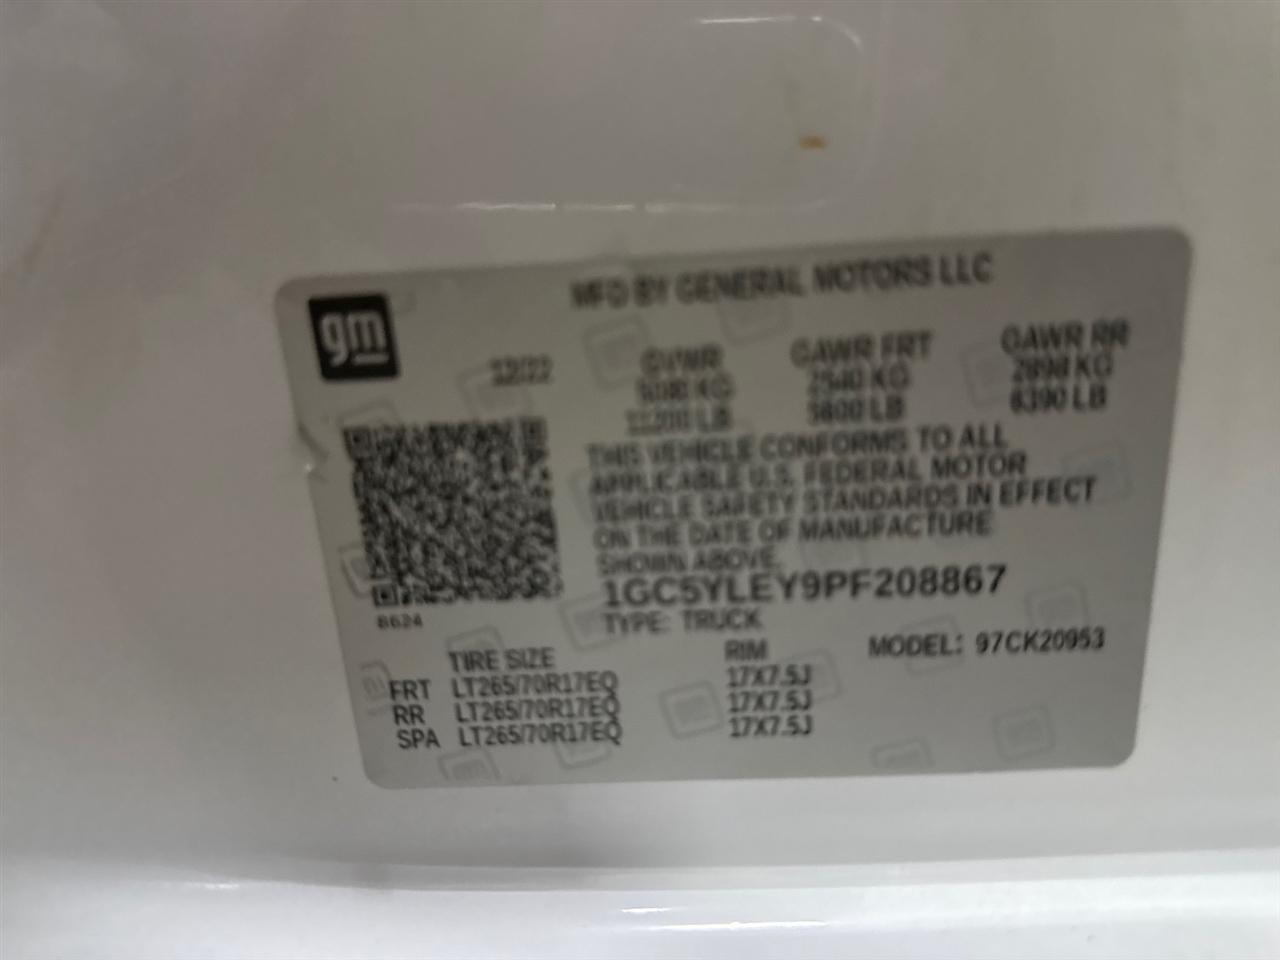 gm
MFD BY GENERAL MOTORS LLC
12/22 GVWR GAWR FRT GAWR RR
KG 2540 KG 2898 KG
11200 LB 5600 LB 6390 LB
THIS VEHICLE CONFORMS TO ALL
APPLICABLE U.S. FEDERAL MOTOR
VEHICLE SAFETY STANDARDS IN EFFECT
ON THE DATE OF MANUFACTURE
SHOWN ABOVE.
1GC5YLEY9PF208867
8624
TYPE: TRUCK
MODEL: 97CK20953
TIRE SIZE RIM
FRT LT265/70R17EQ 17X7.5J
RR LT265/70R17EQ 17X7.5J
SPA LT265/70R17EQ 17X7.5J